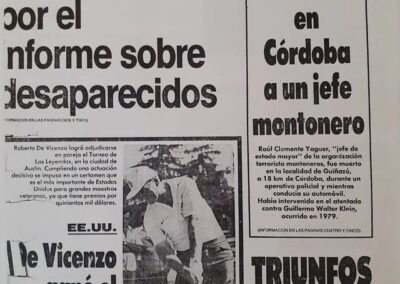 por el
informe sobre
desaparecidos
(INFORMACION EN LAS PAGINAS DOS Y TRES)
Roberto De Vicenzo logró adjudicarse
en pareja el Torneo de
Las Leyendas, en la ciudad de
Austin. Cumpliendo una actuación
decisiva se impuso en un certamen que
es el más importante de Estados
Unidos para grandes maestros
veteranos, ya que tiene premios por
quinientos mil dólares.
EE.UU.
De Vicenzo
ganó el
en
Córdoba
a un jefe
montonero
Raúl Clemente Yaguer, "jefe de
estado mayor" de la organización
terrorista montoneros, fue muerto
en la localidad de Guiñazú,
a 18 km de Córdoba, durante un
operativo policial y mientras
conducía su automóvil.
Había intervenido en el atentado
contra Guillermo Walter Klein,
ocurrido en 1979.
(INFORMACION EN LAS PAGINAS CUATRO Y CINCO)
TRIUNFOS